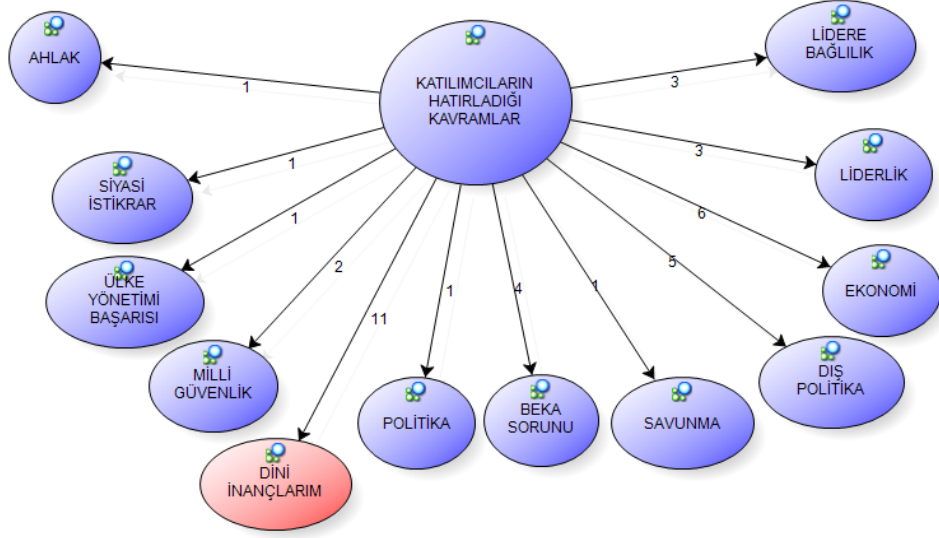 AHLAK
KATILIMCILARIN
HATIRLADIĞI
KAVRAMLAR
LİDERE
BAĞLILIK
1
3
SİYASİ
İSTİKRAR
1
3
LİDERLİK
ÜLKE
YÖNETİMİ
BAŞARISI
1
6
EKONOMİ
MİLLİ
GÜVENLİK
2
5
DIŞ
POLİTİKA
11
1
4
1
DİNİ
İNANÇLARIM
POLİTİKA
BEKA
SORUNU
SAVUNMA